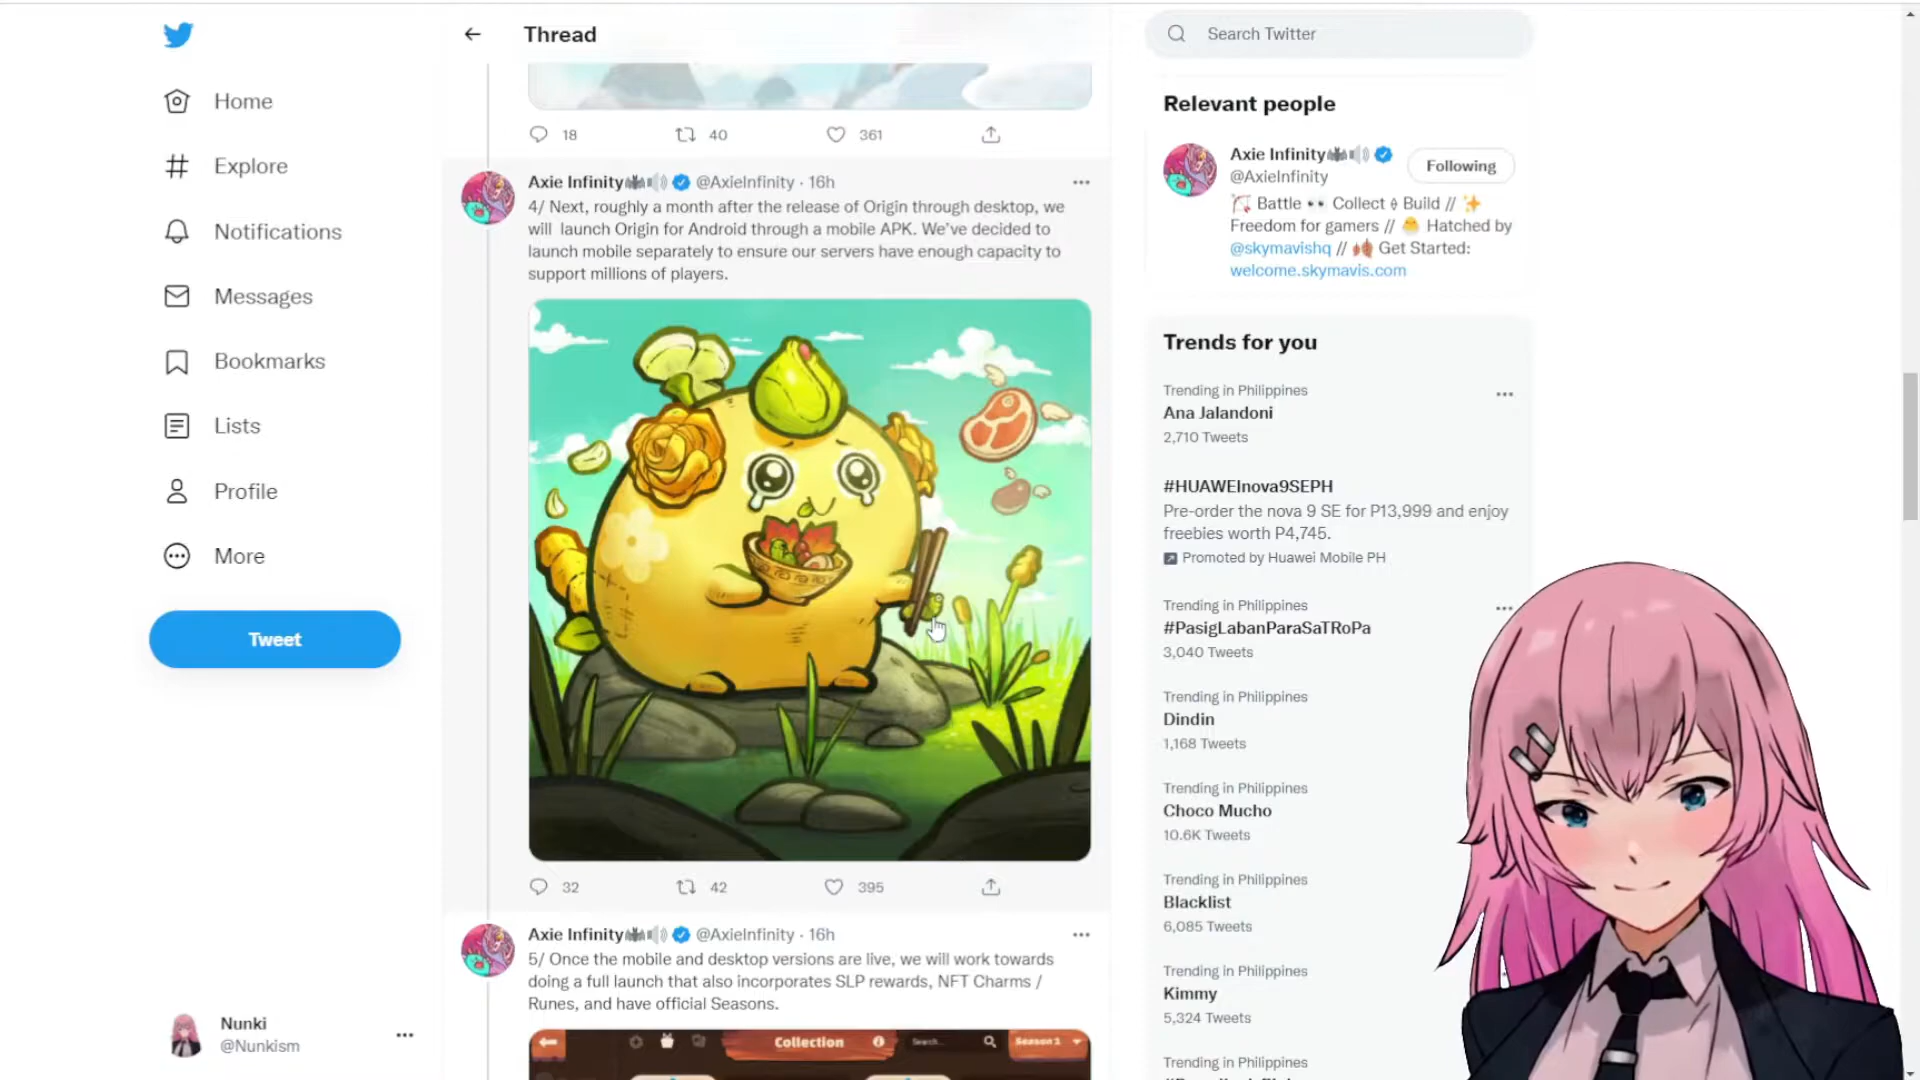 Home
Explore
Notifications
Messages
Bookmarks
Lists
Profile
More
Tweet
Nunki
@Nunkism
Thread
18 40 361
Axie Infinity @AxieInfinity · 16h
4/ Next, roughly a month after the release of Origin through desktop, we
will launch Origin for Android through a mobile APK. We've decided to
launch mobile separately to ensure our servers have enough capacity to
support millions of players.
32 42 395
Axie Infinity @AxieInfinity · 16h
5/ Once the mobile and desktop versions are live, we will work towards
doing a full launch that also incorporates SLP rewards, NFT Charms /
Runes, and have official Seasons.
Collection Search... Season 1
Search Twitter
Relevant people
Axie Infinity
@AxieInfinity
Following
Battle Collect Build //
Freedom for gamers // Hatched by
@skymavishq // Get Started:
welcome.skymavis.com
Trends for you
Trending in Philippines
Ana Jalandoni
2,710 Tweets
#HUAWEInova9SEPH
Pre-order the nova 9 SE for P13,999 and enjoy
freebies worth P4,745.
Promoted by Huawei Mobile PH
Trending in Philippines
#PasigLabanParaSaTRoPa
3,040 Tweets
Trending in Philippines
Dindin
1,168 Tweets
Trending in Philippines
Choco Mucho
10.6K Tweets
Trending in Philippines
Blacklist
6,085 Tweets
Trending in Philippines
Kimmy
5,324 Tweets
Trending in Philippines